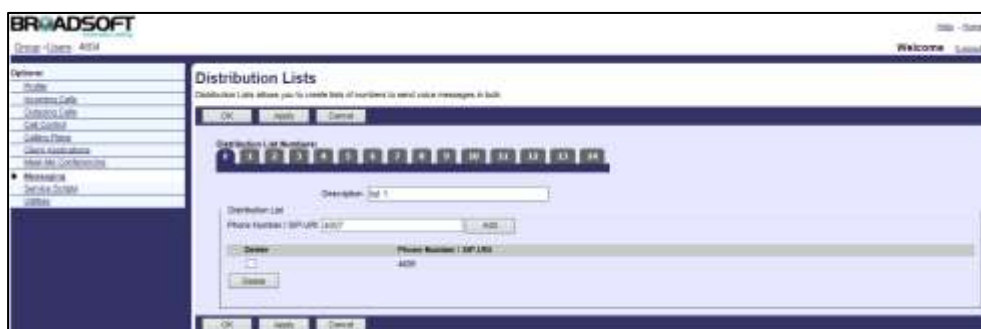 BROADSOFT
Help - Home
Group >Users
Welcome
Options:
Profile
Incoming Calls
Outgoing Calls
Call Control
Calling Plans
Client Applications
Meet-Me Conferencing
Messaging
Service Scripts
Utilities
Distribution Lists
Distribution Lists allows you to create lists of numbers to send voice messages in bulk.
OK Apply Cancel
Distribution List Numbers:
0 1 2 3 4 5 6 7 8 9 10 11 12 13 14
Description: list 1
Distribution List
Phone Number / SIP-URI: Add
Delete Phone Number / SIP-URI
Delete
OK Apply Cancel